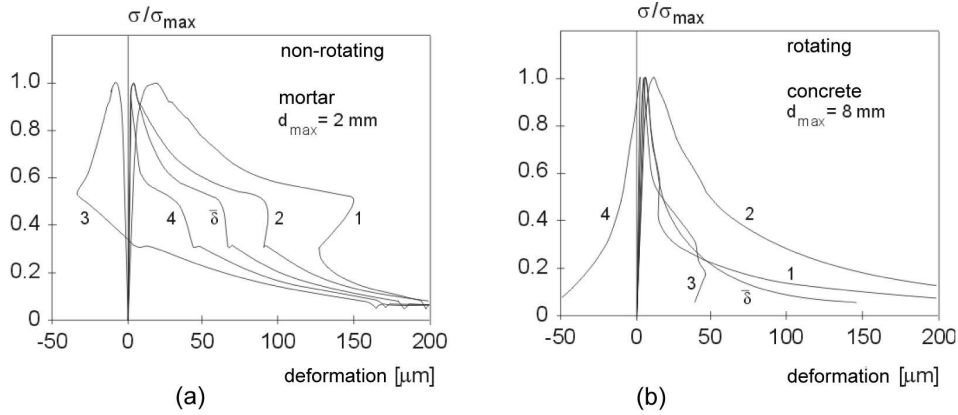 σ/σmax
non-rotating
mortar
dmax = 2 mm
1.0
0.8
0.6
0.4
0.2
0
3
4
δ̄
2
1
-50 0 50 100 150 200
deformation [μm]
(a)
σ/σmax
rotating
concrete
dmax = 8 mm
1.0
0.8
0.6
0.4
0.2
0
4
2
3
1
δ̄
-50 0 50 100 150 200
deformation [μm]
(b)